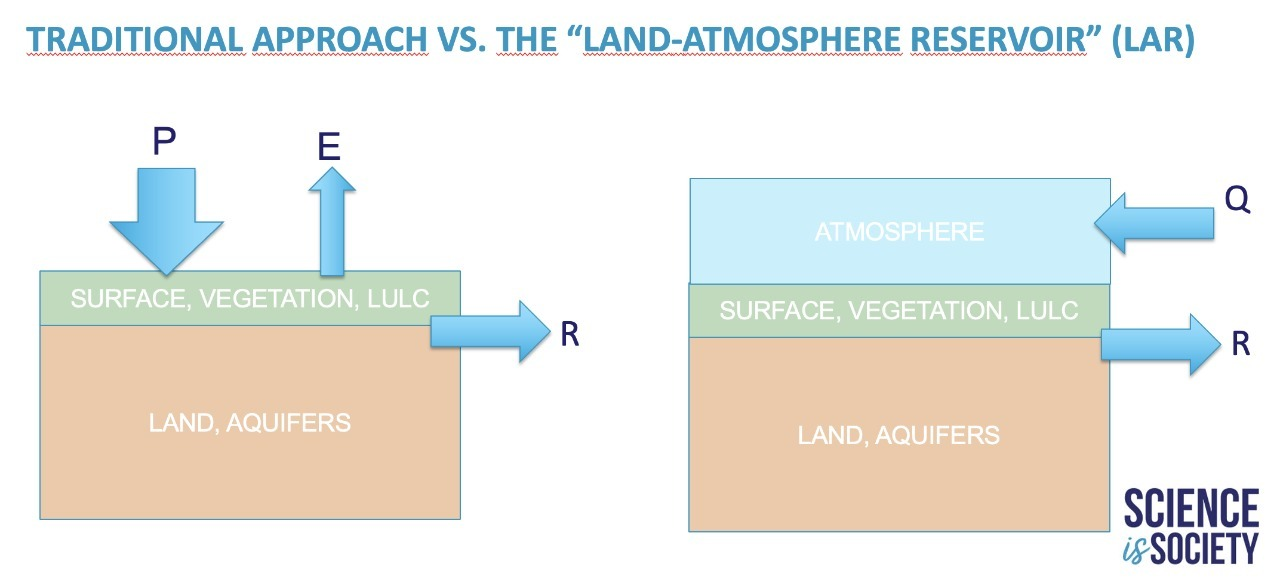 TRADITIONAL APPROACH VS. THE “LAND-ATMOSPHERE RESERVOIR” (LAR)
P
E
SURFACE, VEGETATION, LULC
R
LAND, AQUIFERS
Q
ATMOSPHERE
SURFACE, VEGETATION, LULC
R
LAND, AQUIFERS
SCIENCE
is SOCIETY